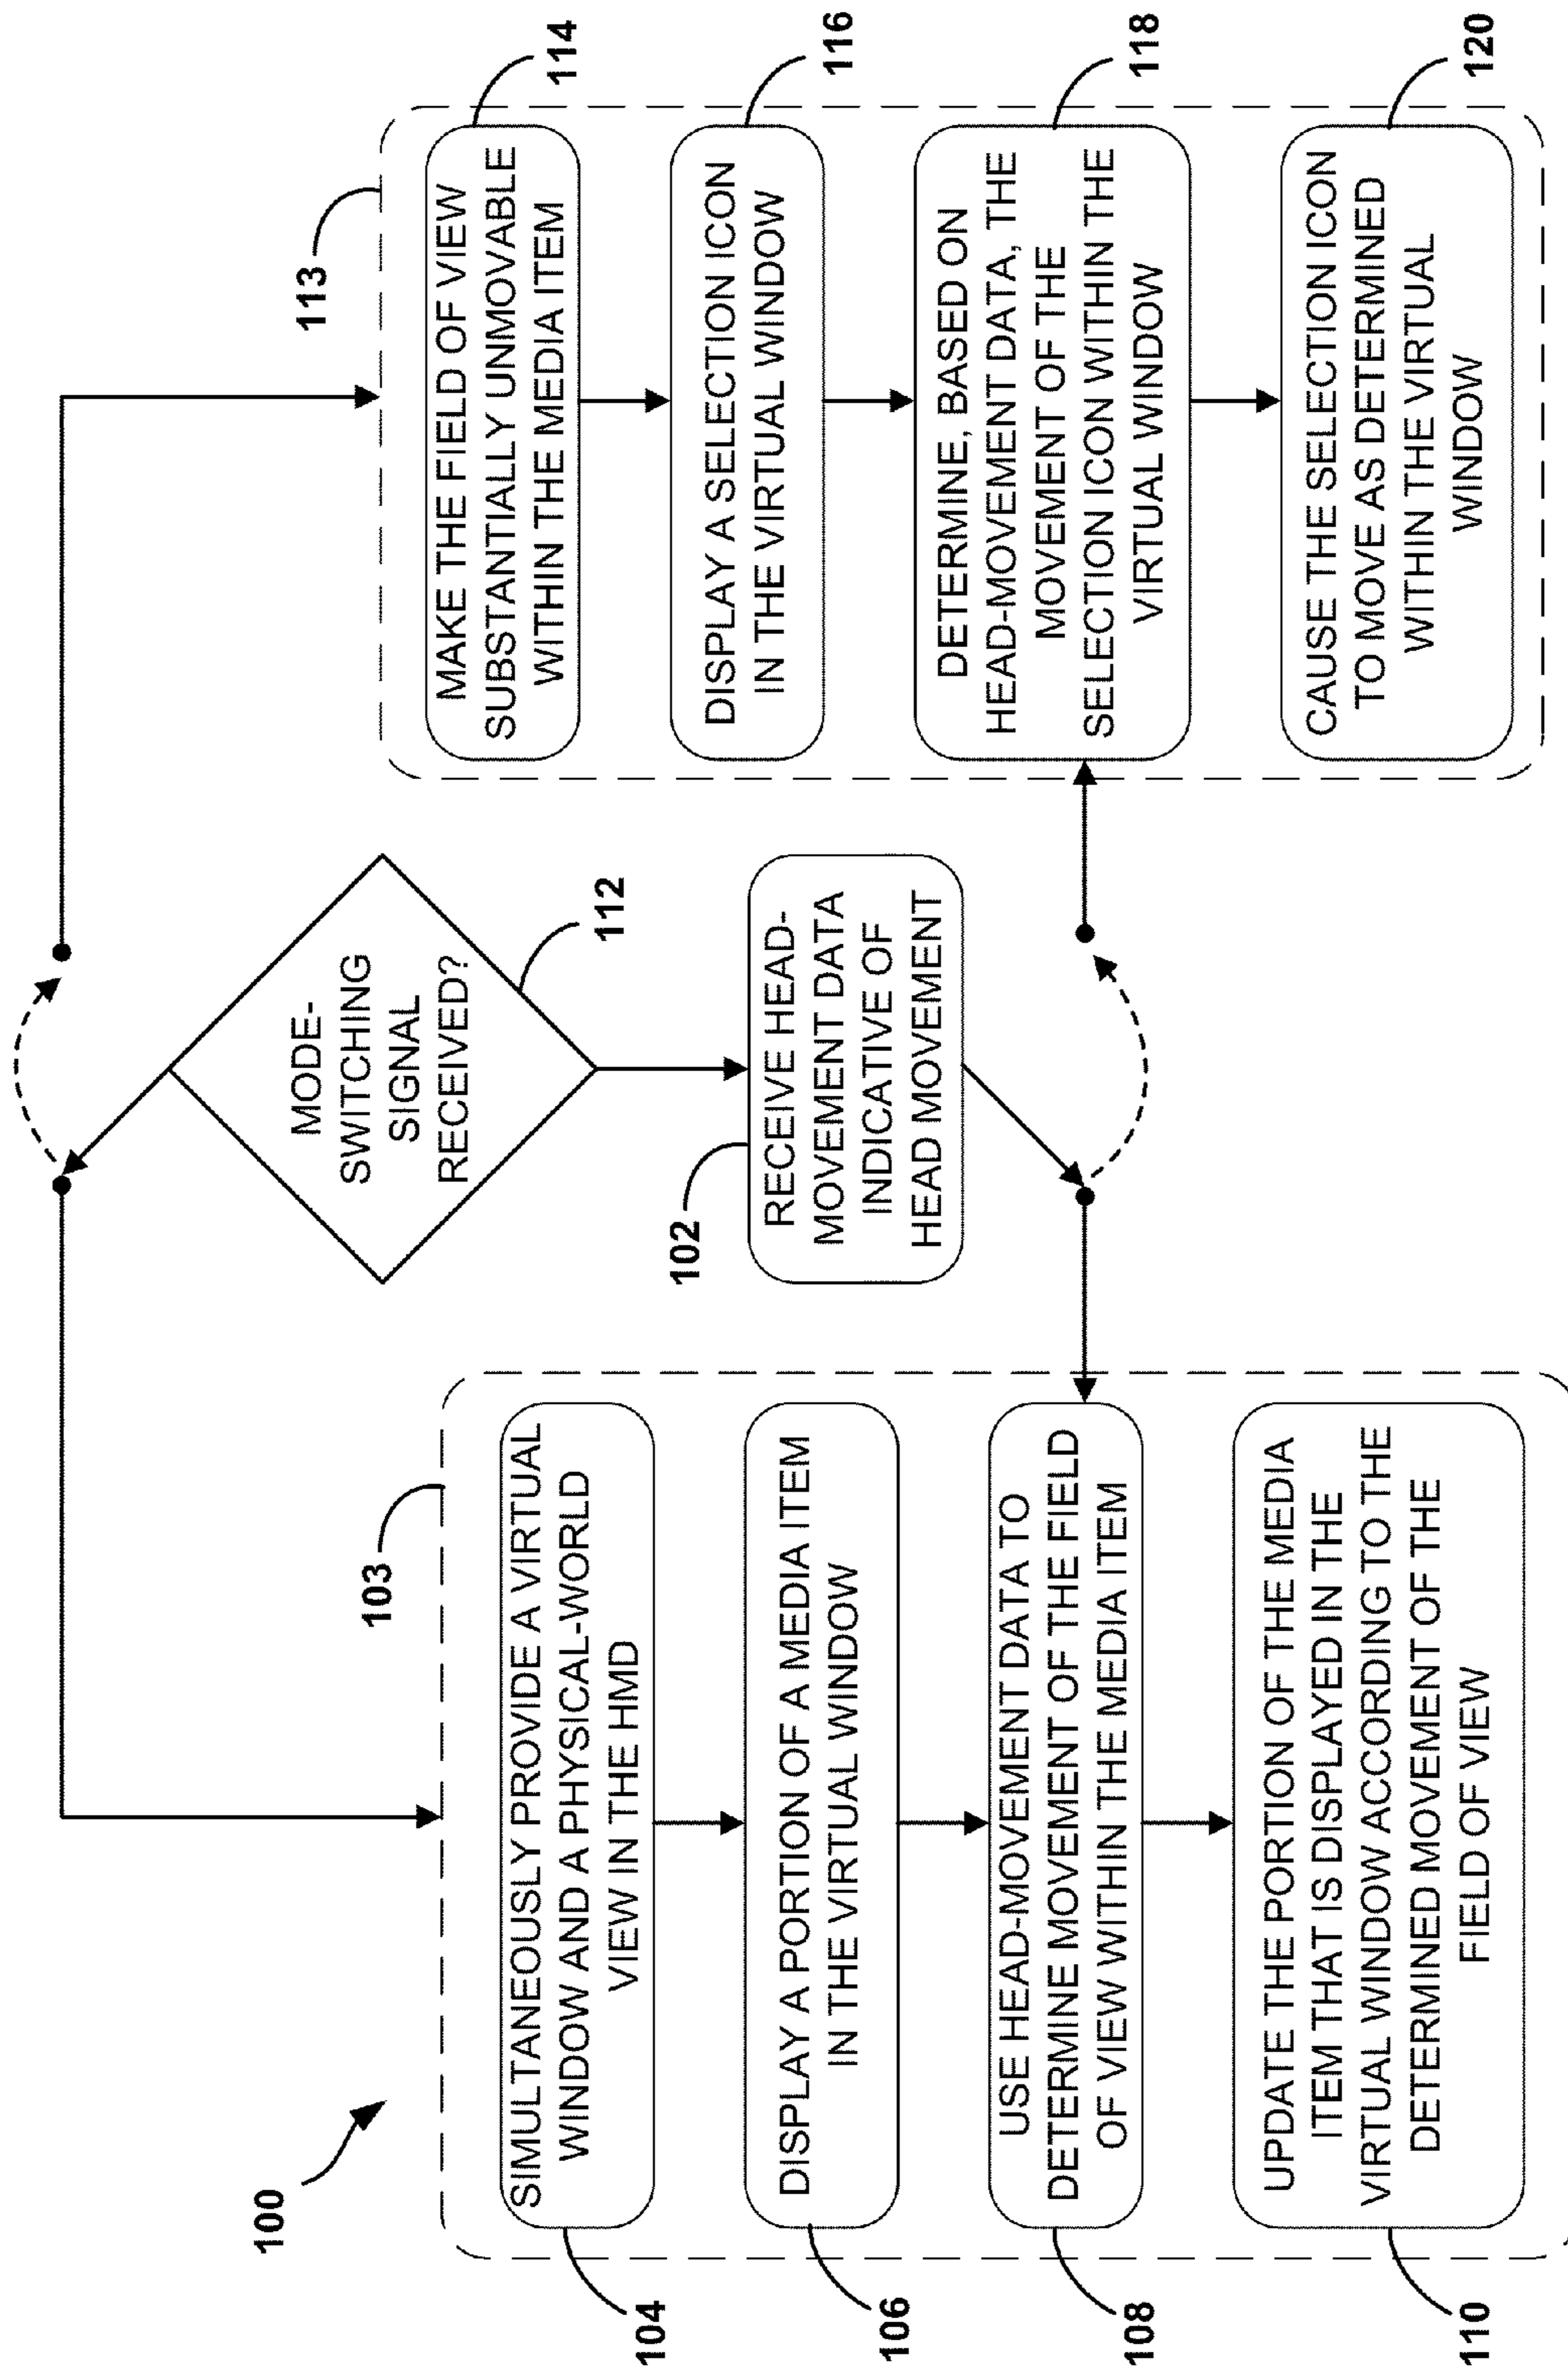 100
103
104
SIMULTANEOUSLY PROVIDE A VIRTUAL
WINDOW AND A PHYSICAL-WORLD
VIEW IN THE HMD
106
DISPLAY A PORTION OF A MEDIA ITEM
IN THE VIRTUAL WINDOW
108
USE HEAD-MOVEMENT DATA TO
DETERMINE MOVEMENT OF THE FIELD
OF VIEW WITHIN THE MEDIA ITEM
110
UPDATE THE PORTION OF THE MEDIA
ITEM THAT IS DISPLAYED IN THE
VIRTUAL WINDOW ACCORDING TO THE
DETERMINED MOVEMENT OF THE
FIELD OF VIEW
MODE-
SWITCHING
SIGNAL
RECEIVED?
112
102
RECEIVE HEAD-
MOVEMENT DATA
INDICATIVE OF
HEAD MOVEMENT
113
114
MAKE THE FIELD OF VIEW
SUBSTANTIALLY UNMOVABLE
WITHIN THE MEDIA ITEM
116
DISPLAY A SELECTION ICON
IN THE VIRTUAL WINDOW
118
DETERMINE, BASED ON
HEAD-MOVEMENT DATA, THE
MOVEMENT OF THE
SELECTION ICON WITHIN THE
VIRTUAL WINDOW
120
CAUSE THE SELECTION ICON
TO MOVE AS DETERMINED
WITHIN THE VIRTUAL
WINDOW